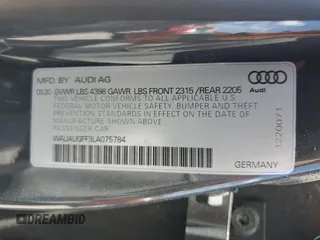 MFD. BY AUDI AG
01/20 GVWR LBS 4398 GAWR LBS FRONT 2315 /REAR 2205
THIS VEHICLE CONFORMS TO ALL APPLICABLE
U.S. FEDERAL MOTOR VEHICLE SAFETY, BUMPER AND THEFT
PREVENTION STANDARDS IN EFFECT ON THE DATE
OF MANUFACTURE SHOWN ABOVE
PASSENGER CAR
WAUAUGFF3LA075784
Audi
1220071
GERMANY
DREAMBID